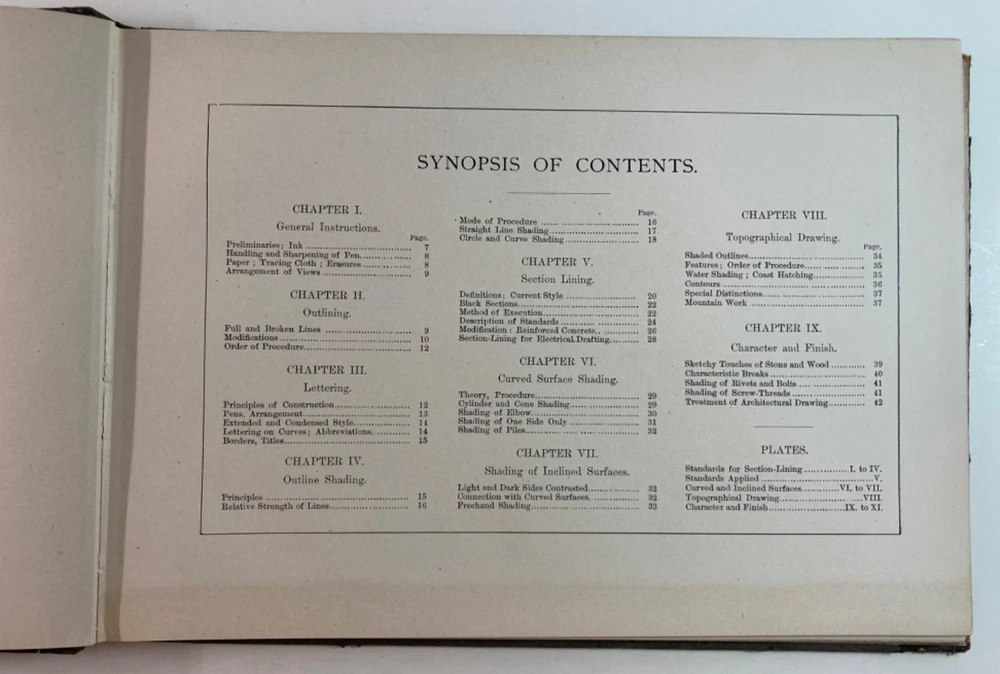 SYNOPSIS OF CONTENTS.
CHAPTER I.
General Instructions.
Page.
Preliminaries; Ink 7
Handling and Sharpening of Pen 8
Paper; Tracing Cloth; Erasures 8
Arrangement of Views 9
CHAPTER II.
Outlining.
Full and Broken Lines 9
Modifications 10
Order of Procedure 12
CHAPTER III.
Lettering.
Principles of Construction 12
Pens, Arrangement 13
Extended and Condensed Style 14
Lettering on Curves; Abbreviations 14
Borders, Titles 15
CHAPTER IV.
Outline Shading.
Principles 15
Relative Strength of Lines 16
Page.
Mode of Procedure 16
Straight Line Shading 17
Circle and Curve Shading 18
CHAPTER V.
Section Lining.
Definitions; Current Style 20
Black Sections 22
Method of Execution 22
Description of Standards 24
Modification: Reinforced Concrete 26
Section-Lining for Electrical Drafting 28
CHAPTER VI.
Curved Surface Shading.
Theory, Procedure 29
Cylinder and Cone Shading 29
Shading of Elbow 30
Shading of One Side Only 31
Shading of Piles 32
CHAPTER VII.
Shading of Inclined Surfaces.
Light and Dark Sides Contrasted 32
Connection with Curved Surfaces 32
Freehand Shading 33
CHAPTER VIII.
Topographical Drawing.
Page.
Shaded Outlines 34
Features; Order of Procedure 35
Water Shading; Coast Hatching 35
Contours 36
Special Distinctions 37
Mountain Work 37
CHAPTER IX.
Character and Finish.
Sketchy Touches of Stone and Wood 39
Characteristic Breaks 40
Shading of Rivets and Bolts 41
Shading of Screw-Threads 41
Treatment of Architectural Drawing 42
PLATES.
Standards for Section-Lining I. to IV.
Standards Applied V.
Curved and Inclined Surfaces VI. to VII.
Topographical Drawing VIII.
Character and Finish IX. to XI.